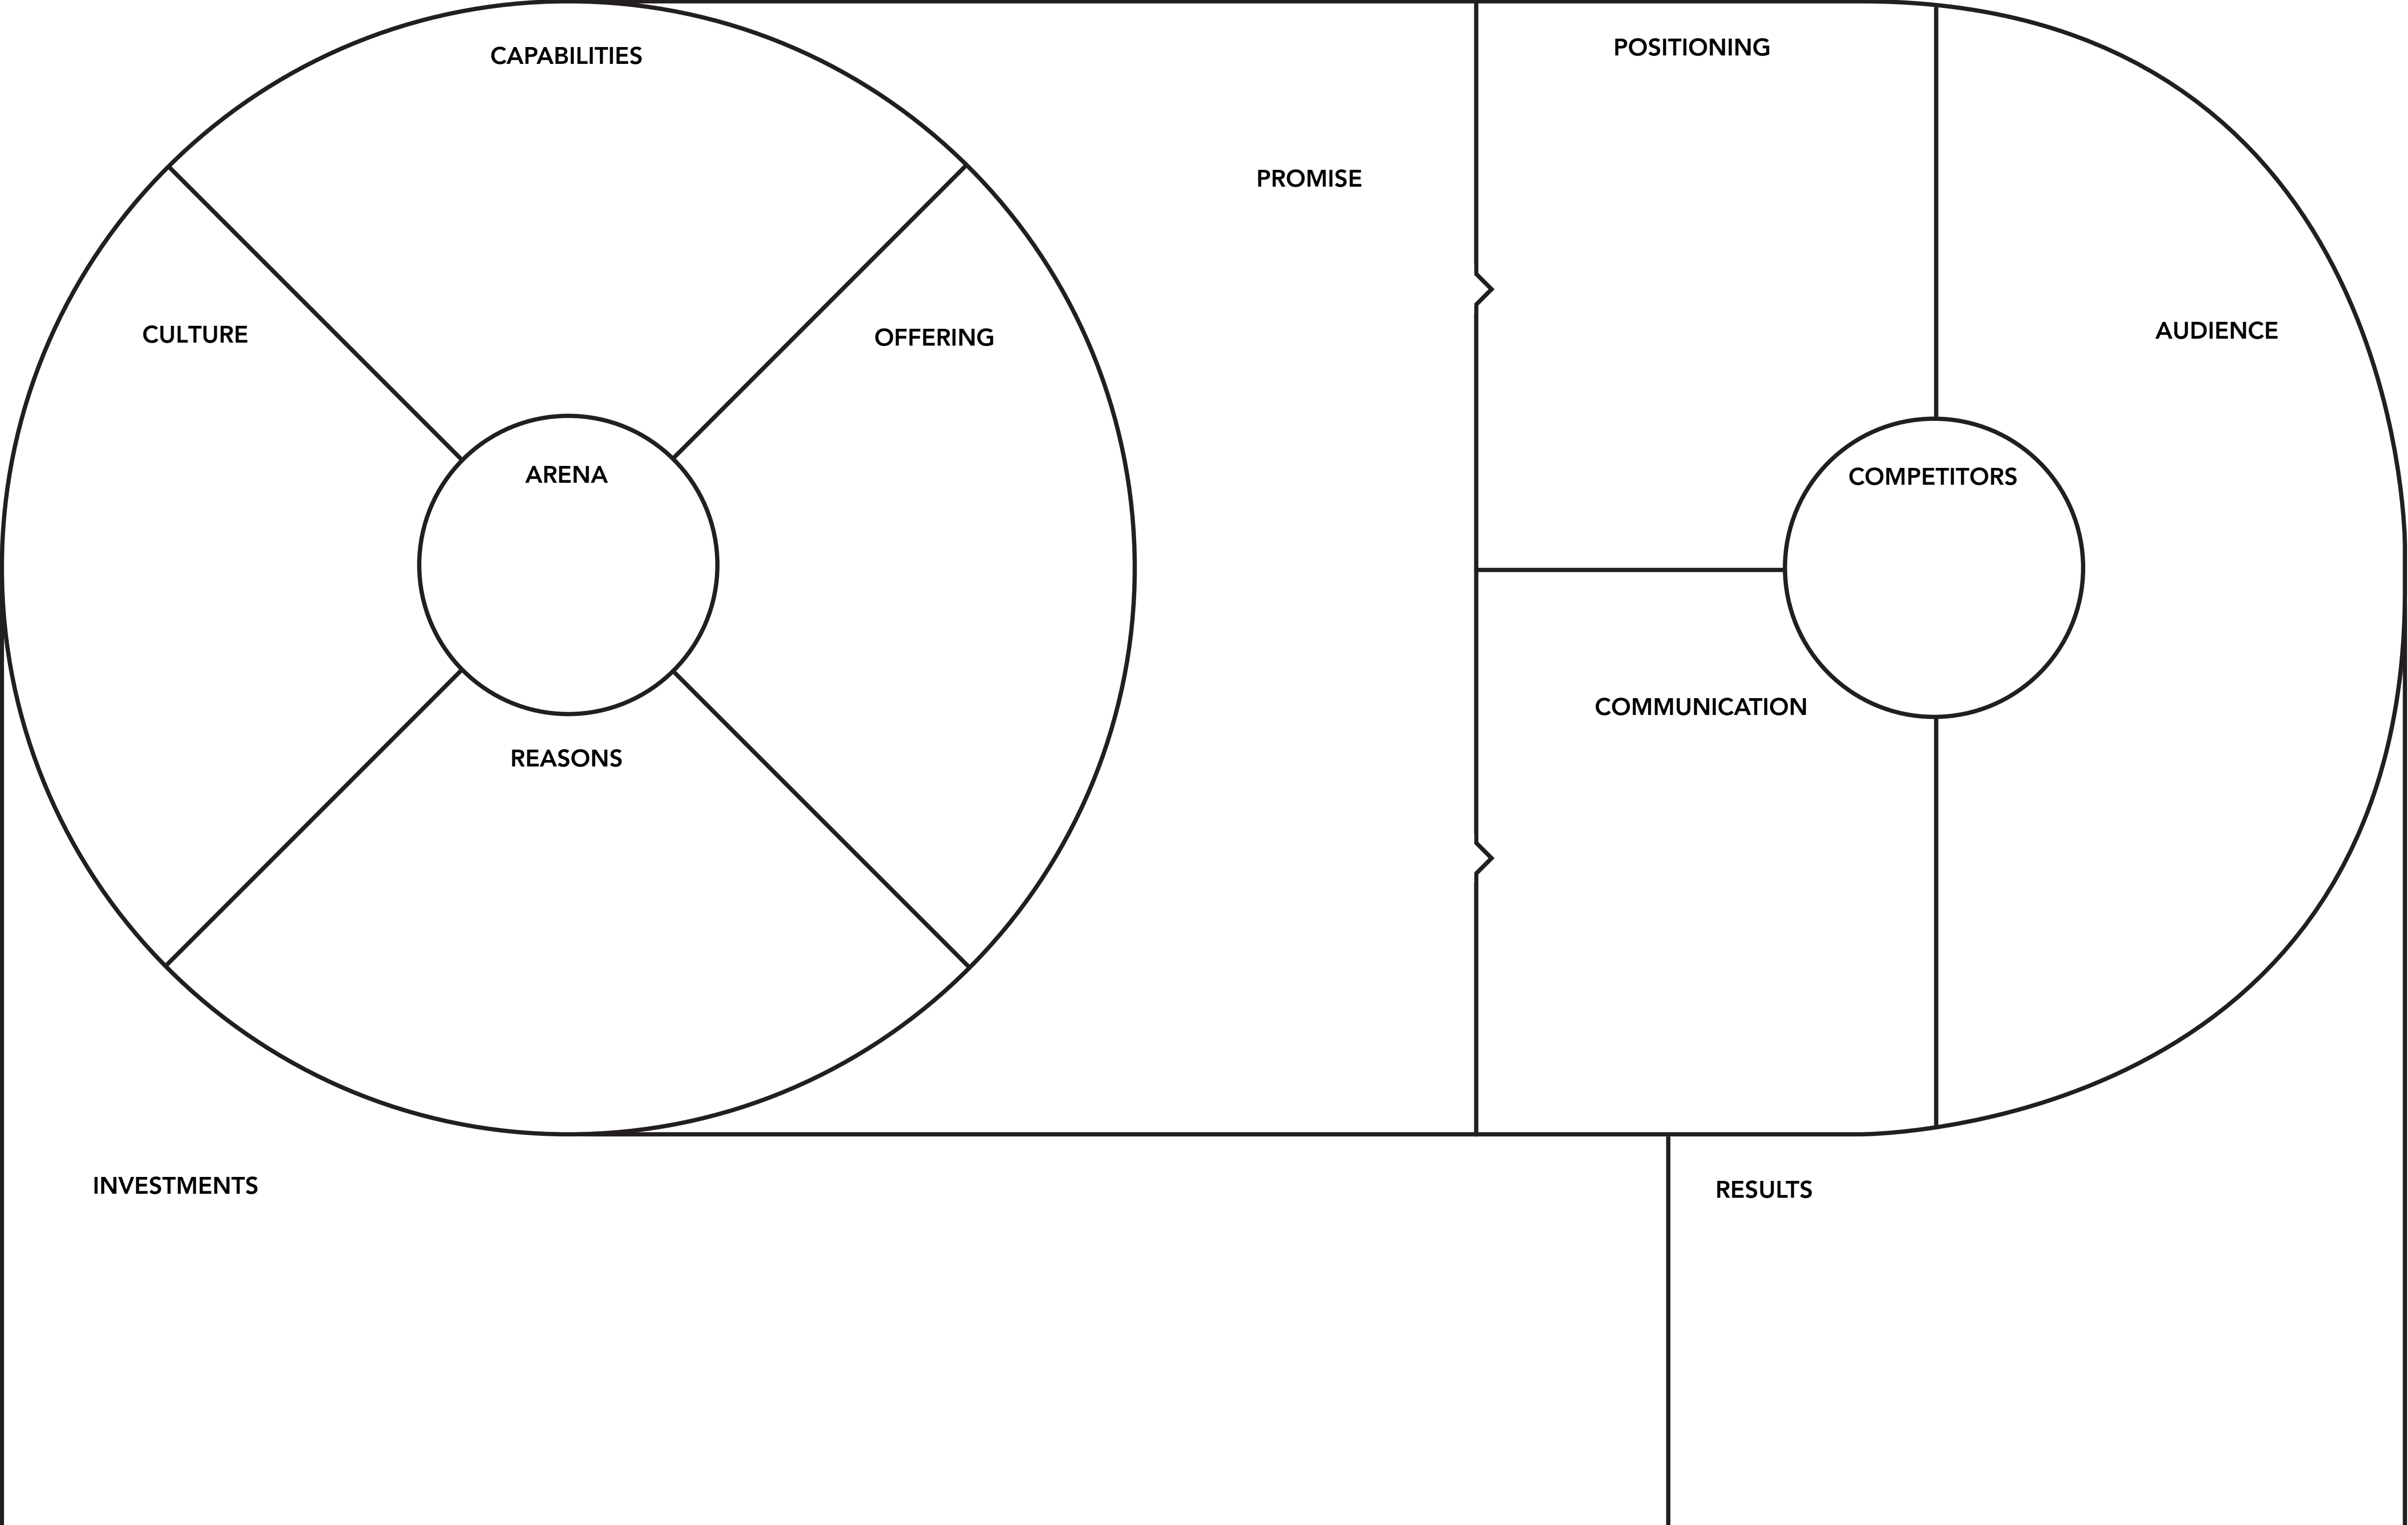 CAPABILITIES
CULTURE
OFFERING
ARENA
REASONS
PROMISE
POSITIONING
COMMUNICATION
COMPETITORS
AUDIENCE
INVESTMENTS
RESULTS